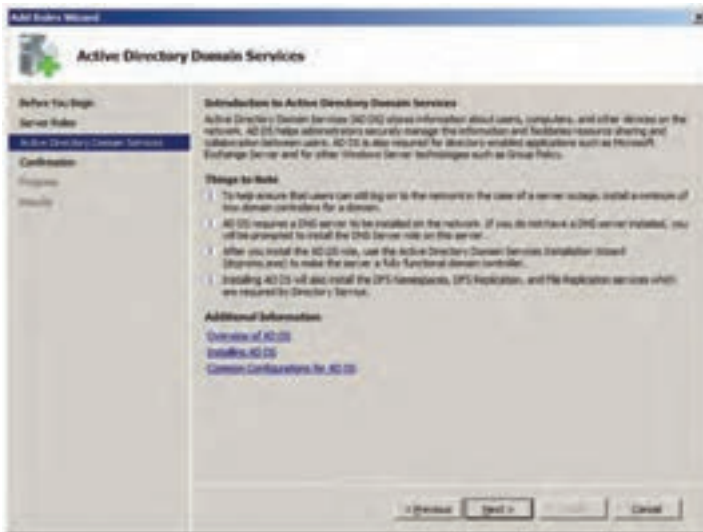 Add Roles Wizard
Active Directory Domain Services
Before You Begin
Server Roles
Active Directory Domain Services
Confirmation
Progress
Results
Introduction to Active Directory Domain Services
Active Directory Domain Services (AD DS) stores information about users, computers, and other devices on the
network. AD DS helps administrators securely manage this information and facilitates resource sharing and
collaboration between users. AD DS is also required for directory-enabled applications such as Microsoft
Exchange Server and for other Windows Server technologies such as Group Policy.
Things to Note
To help ensure that users can still log on to the network in the case of a server outage, install a minimum of
two domain controllers for a domain.
AD DS requires a DNS server to be installed on the network. If you do not have a DNS server installed, you
will be prompted to install the DNS Server role on this server.
After you install the AD DS role, use the Active Directory Domain Services Installation Wizard
(dcpromo.exe) to make the server a fully functional domain controller.
Installing AD DS will also install the DFS Namespaces, DFS Replication, and File Replication services which
are required by Directory Service.
Additional Information
Overview of AD DS
Installing AD DS
Common Configurations for AD DS
< Previous
Next >
Cancel